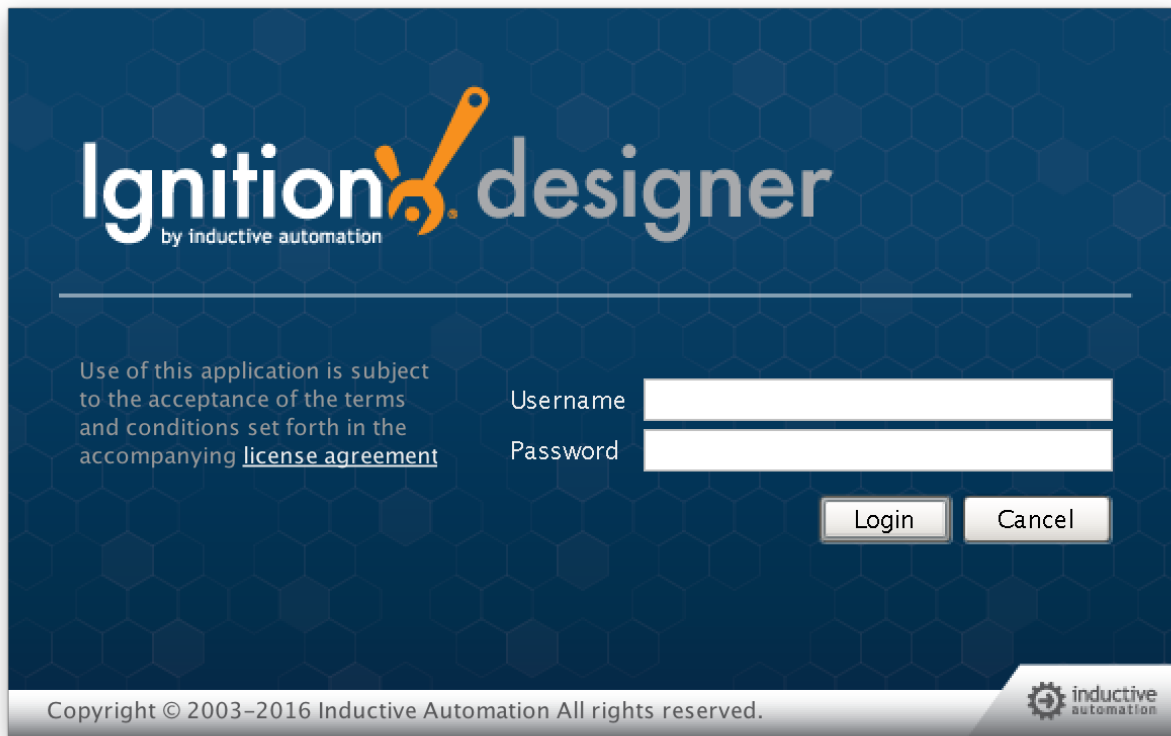 Ignition designer
by inductive automation
Use of this application is subject
to the acceptance of the terms
and conditions set forth in the
accompanying license agreement
Username
Password
Login Cancel
Copyright © 2003-2016 Inductive Automation All rights reserved.
inductive
automation